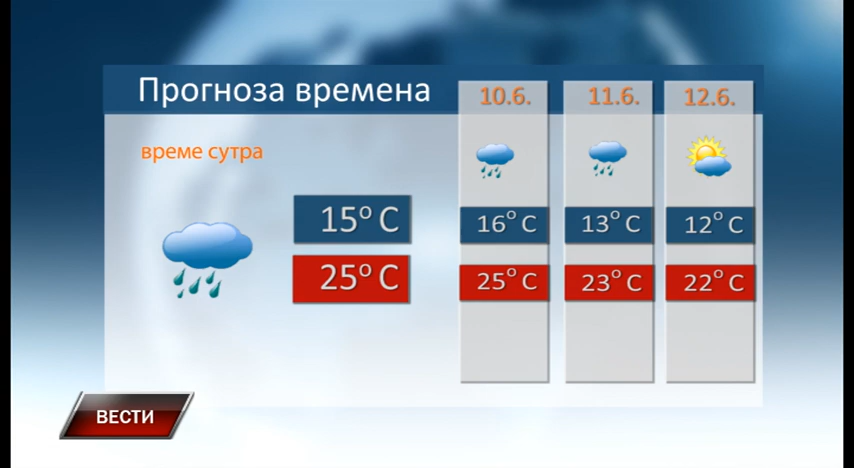 Прогноза времена
време сутра
15° C
25° C
10.6.
16° C
25° C
11.6.
13° C
23° C
12.6.
12° C
22° C
ВЕСТИ